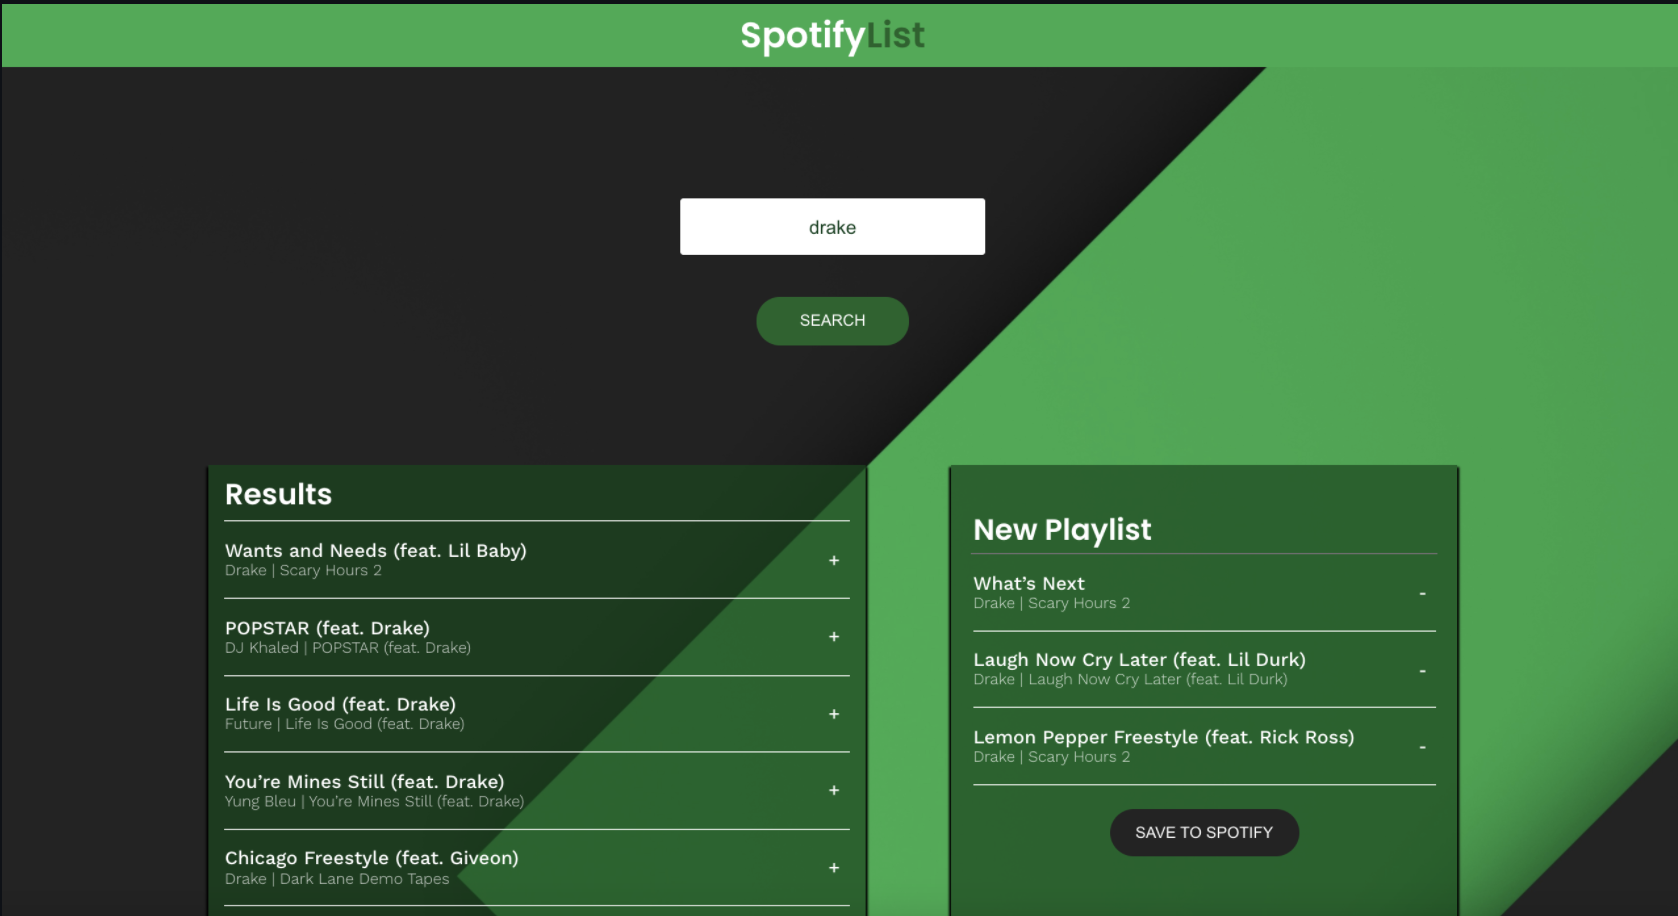 SpotifyList
drake
SEARCH
Results
Wants and Needs (feat. Lil Baby)
Drake | Scary Hours 2
+
POPSTAR (feat. Drake)
DJ Khaled | POPSTAR (feat. Drake)
+
Life Is Good (feat. Drake)
Future | Life Is Good (feat. Drake)
+
You’re Mines Still (feat. Drake)
Yung Bleu | You’re Mines Still (feat. Drake)
+
Chicago Freestyle (feat. Giveon)
Drake | Dark Lane Demo Tapes
+
New Playlist
What’s Next
Drake | Scary Hours 2
-
Laugh Now Cry Later (feat. Lil Durk)
Drake | Laugh Now Cry Later (feat. Lil Durk)
-
Lemon Pepper Freestyle (feat. Rick Ross)
Drake | Scary Hours 2
-
SAVE TO SPOTIFY